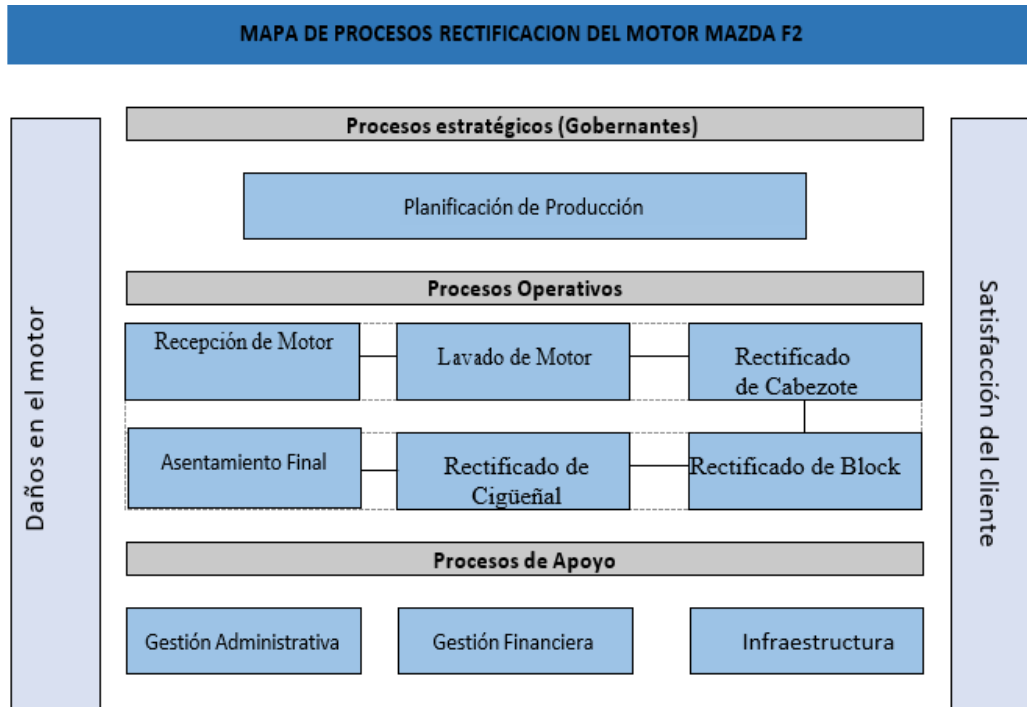 MAPA DE PROCESOS RECTIFICACION DEL MOTOR MAZDA F2
Daños en el motor
Procesos estratégicos (Gobernantes)
Planificación de Producción
Procesos Operativos
Recepción de Motor
Lavado de Motor
Rectificado
de Cabezote
Asentamiento Final
Rectificado de
Cigüeñal
Rectificado de Block
Procesos de Apoyo
Gestión Administrativa
Gestión Financiera
Infraestructura
Satisfacción del cliente